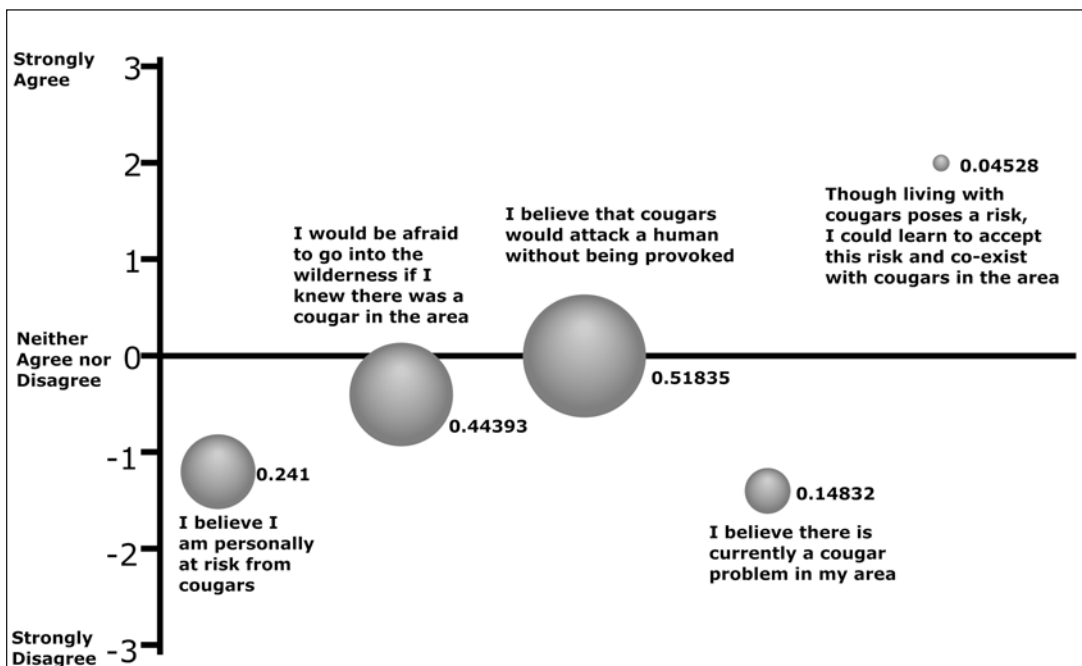 Strongly
Agree
3
2
1
Neither
Agree nor
Disagree
0
-1
-2
Strongly
Disagree
-3
0.241
I believe I
am personally
at risk from
cougars
I would be afraid
to go into the
wilderness if I
knew there was a
cougar in the area
0.44393
I believe that cougars
would attack a human
without being provoked
0.51835
0.14832
I believe there is
currently a cougar
problem in my area
0.04528
Though living with
cougars poses a risk,
I could learn to accept
this risk and co-exist
with cougars in the area